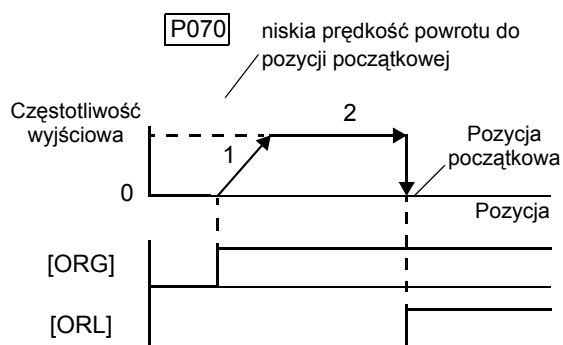 P070 niskia prędkość powrotu do
pozycji początkowej
Częstotliwość
wyjściowa
2
1
Pozycja
początkowa
0
Pozycja
[ORG]
[ORL]